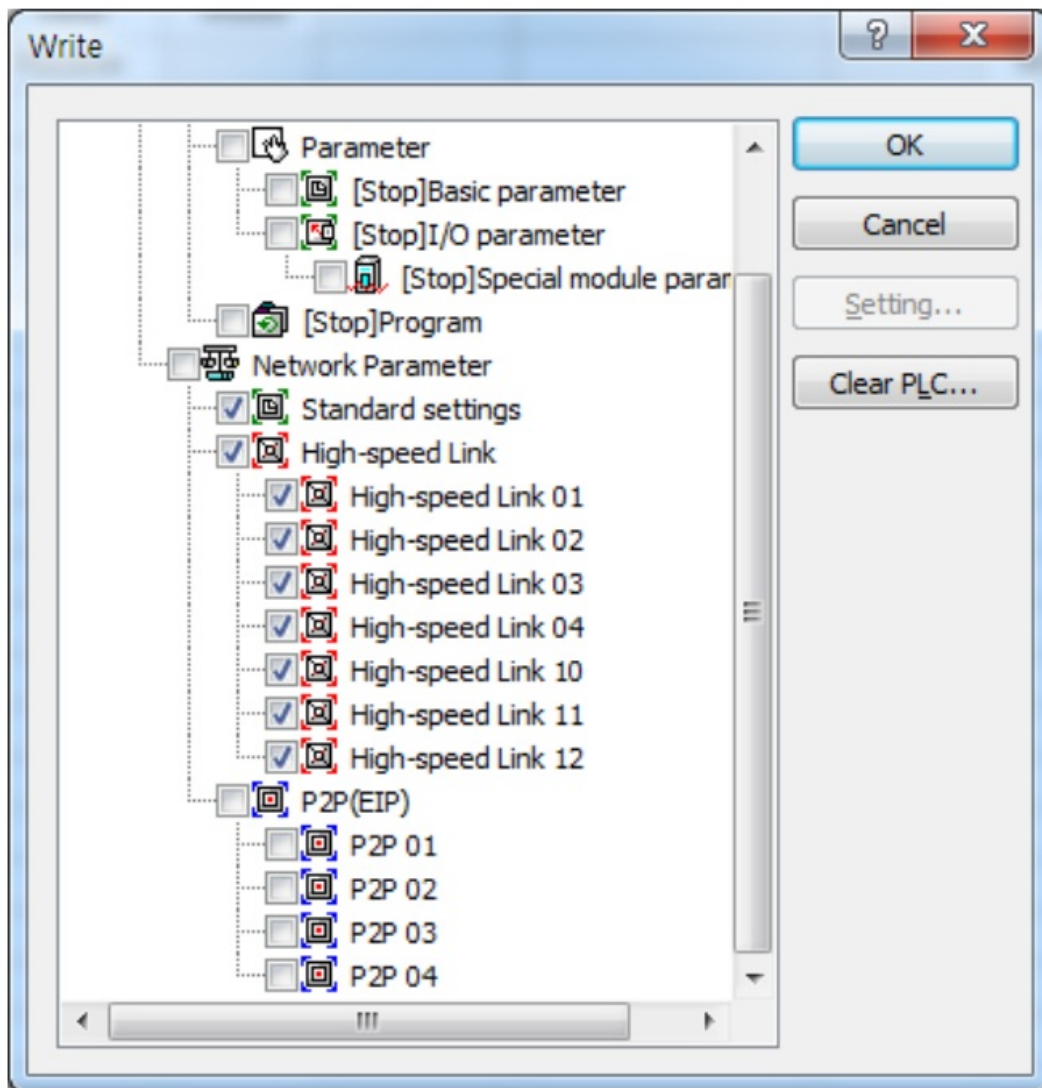 Write
Parameter
[Stop]Basic parameter
[Stop]I/O parameter
[Stop]Special module param
[Stop]Program
Network Parameter
Standard settings
High-speed Link
High-speed Link 01
High-speed Link 02
High-speed Link 03
High-speed Link 04
High-speed Link 10
High-speed Link 11
High-speed Link 12
P2P(EIP)
P2P 01
P2P 02
P2P 03
P2P 04
OK
Cancel
Setting...
Clear PLC...